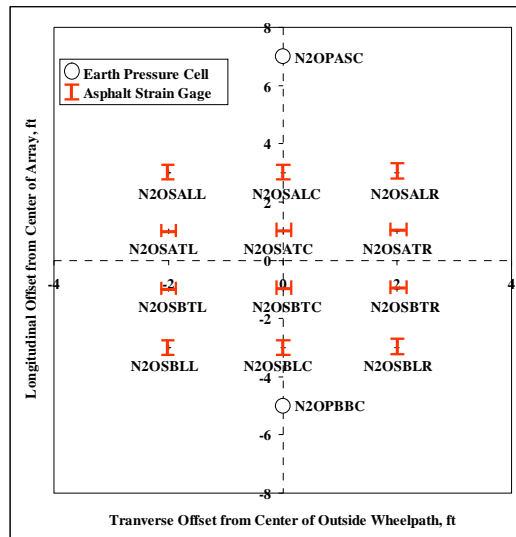 8
N2OPASC
Earth Pressure Cell
Asphalt Strain Gage
6
4
N2OSALL N2OSALC N2OSALR
2
N2OSATL N2OSATC N2OSATR
0
-4 -2 0 2 4
N2OSBTL N2OSBTC N2OSBTR
-2
N2OSBLL N2OSBLC N2OSBLR
-4
N2OPBBC
-6
-8
Longitudinal Offset from Center of Array, ft
Tranverse Offset from Center of Outside Wheelpath, ft